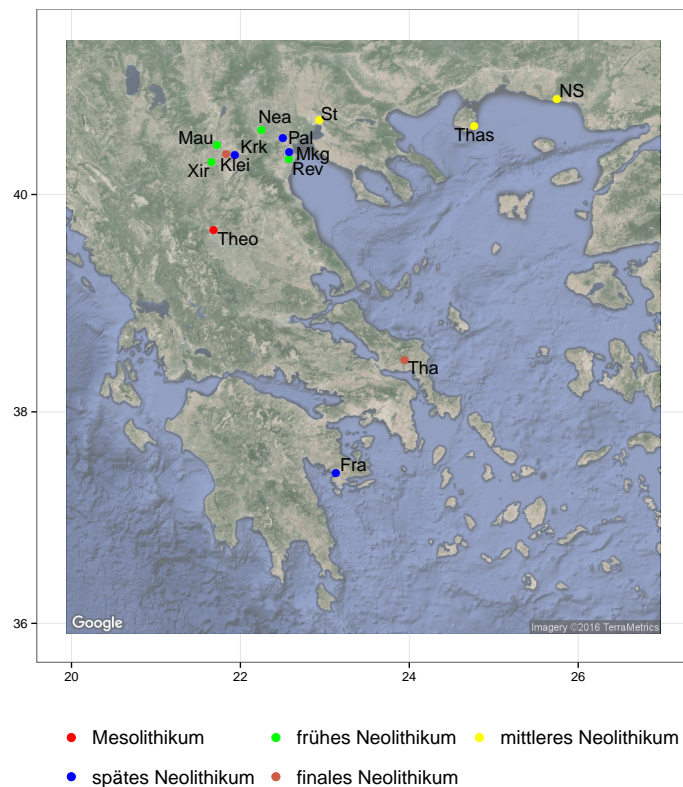 NS
Nea
St
Thas
Mau
Pal
Krk
Mkg
Xir
Klei
Rev
40
Theo
Tha
38
Fra
36
Google
Imagery ©2016 TerraMetrics
20 22 24 26
Mesolithikum frühes Neolithikum mittleres Neolithikum
spätes Neolithikum finales Neolithikum